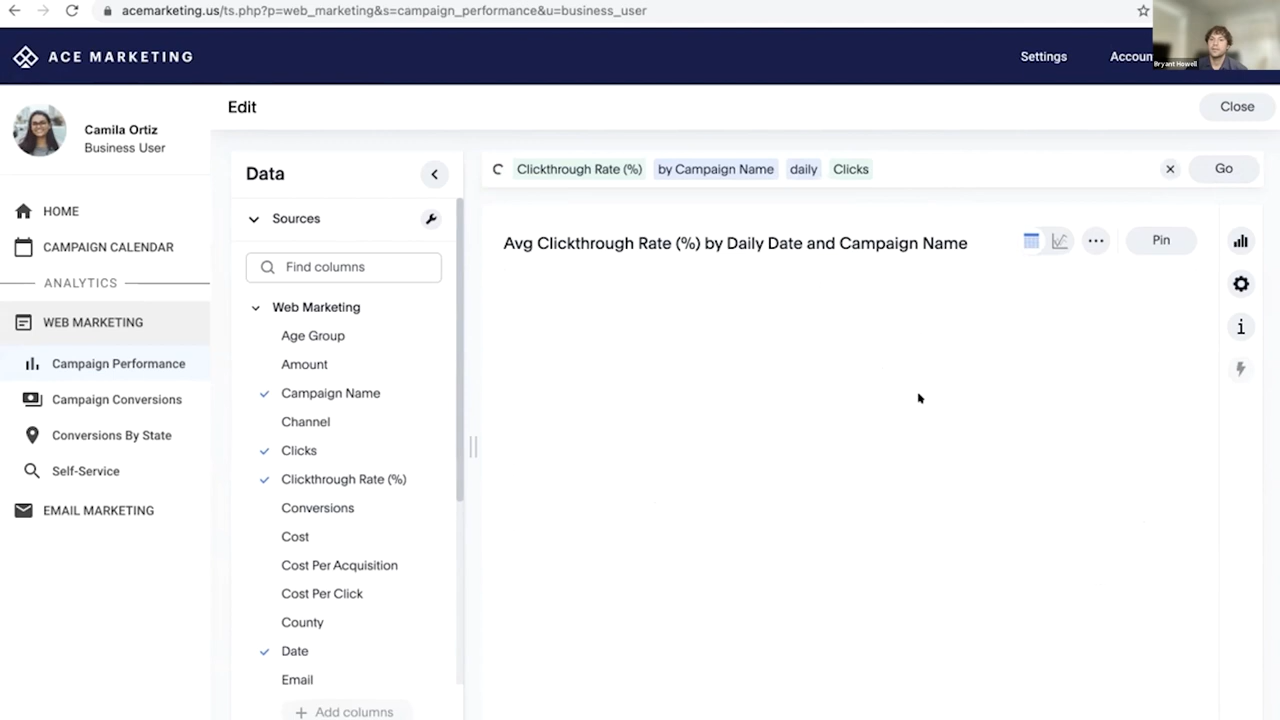 acemarketing.us/ts.php?p=web_marketing&s=campaign_performance&u=business_user
ACE MARKETING
Settings
Accoun
Bryant Howell
Camila Ortiz
Business User
HOME
CAMPAIGN CALENDAR
ANALYTICS
WEB MARKETING
Campaign Performance
Campaign Conversions
Conversions By State
Self-Service
EMAIL MARKETING
Edit
Close
Data
Sources
Find columns
Web Marketing
Age Group
Amount
Campaign Name
Channel
Clicks
Clickthrough Rate (%)
Conversions
Cost
Cost Per Acquisition
Cost Per Click
County
Date
Email
+ Add columns
Clickthrough Rate (%) by Campaign Name daily Clicks
Go
Avg Clickthrough Rate (%) by Daily Date and Campaign Name
Pin